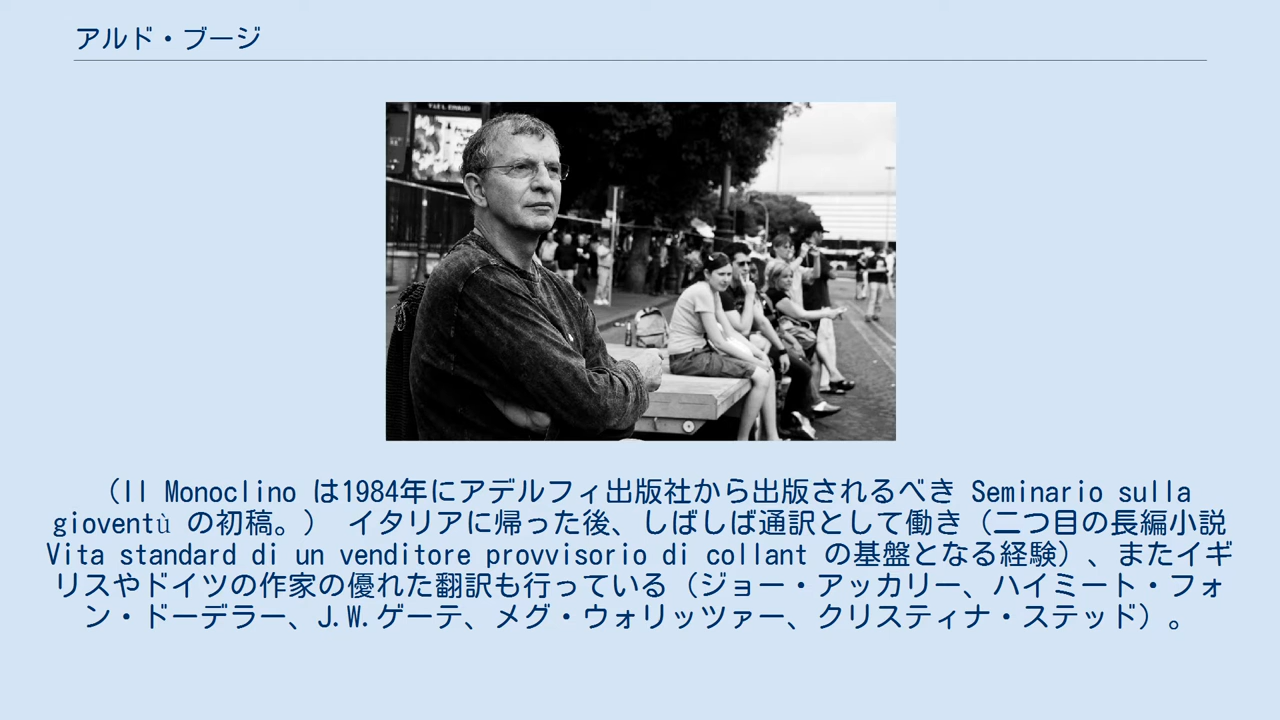 アルド・ブージ
（Il Monoclino は1984年にアデルフィ出版社から出版されるべき Seminario sulla
gioventù の初稿。） イタリアに帰った後、しばしば通訳として働き（二つ目の長編小説
Vita standard di un venditore provvisorio di collant の基盤となる経験）、またイギ
リスやドイツの作家の優れた翻訳も行っている（ジョー・アッカリー、ハイミート・フォ
ン・ドーデラー、J.W.ゲーテ、メグ・ウォリッツァー、クリスティナ・ステッド）。